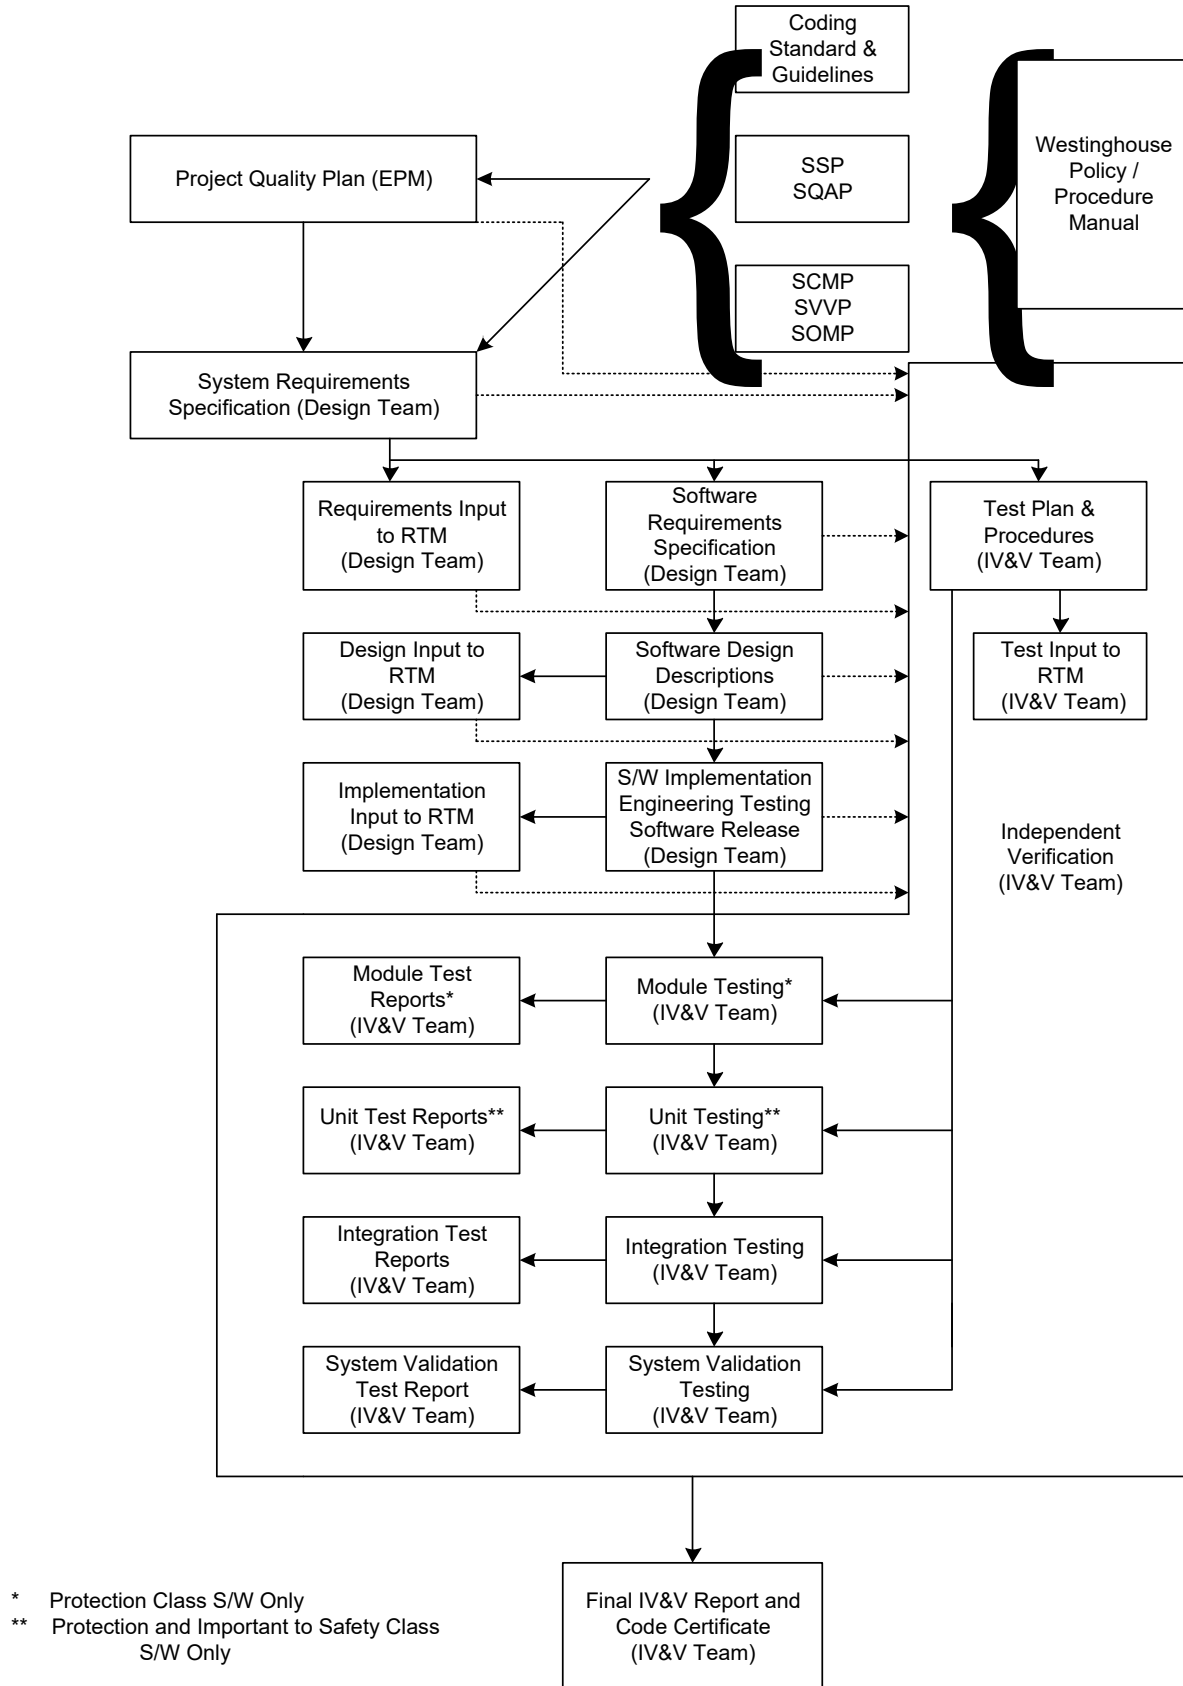 Coding
Standard &
Guidelines
Westinghouse
Policy /
Procedure
Manual
Project Quality Plan (EPM)
SSP
SQAP
SCMP
SVVP
SOMP
System Requirements
Specification (Design Team)
Requirements Input
to RTM
(Design Team)
Software
Requirements
Specification
(Design Team)
Test Plan &
Procedures
(IV&V Team)
Design Input to
RTM
(Design Team)
Software Design
Descriptions
(Design Team)
Test Input to
RTM
(IV&V Team)
Implementation
Input to RTM
(Design Team)
S/W Implementation
Engineering Testing
Software Release
(Design Team)
Independent
Verification
(IV&V Team)
Module Test
Reports*
(IV&V Team)
Module Testing*
(IV&V Team)
Unit Test Reports**
(IV&V Team)
Unit Testing**
(IV&V Team)
Integration Test
Reports
(IV&V Team)
Integration Testing
(IV&V Team)
System Validation
Test Report
(IV&V Team)
System Validation
Testing
(IV&V Team)
* Protection Class S/W Only
** Protection and Important to Safety Class
S/W Only
Final IV&V Report and
Code Certificate
(IV&V Team)